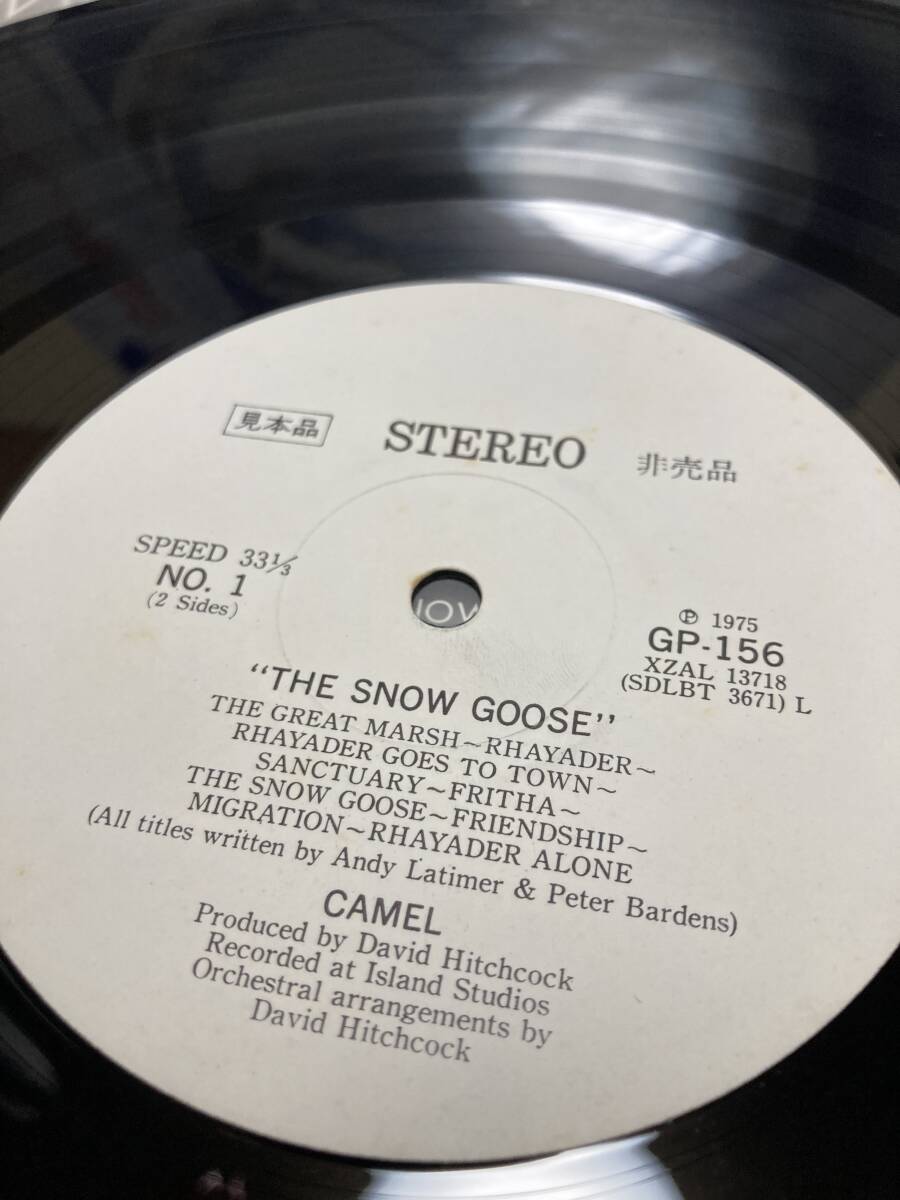 見本品 STEREO 非売品
SPEED 33⅓
NO. 1
(2 Sides)
℗ 1975
GP-156
XZAL 13718
(SDLBT 3671) L
"THE SNOW GOOSE"
THE GREAT MARSH~RHAYADER~
RHAYADER GOES TO TOWN~
SANCTUARY~FRITHA~
THE SNOW GOOSE~FRIENDSHIP~
MIGRATION~RHAYADER ALONE
(All titles written by Andy Latimer & Peter Bardens)
CAMEL
Produced by David Hitchcock
Recorded at Island Studios
Orchestral arrangements by
David Hitchcock